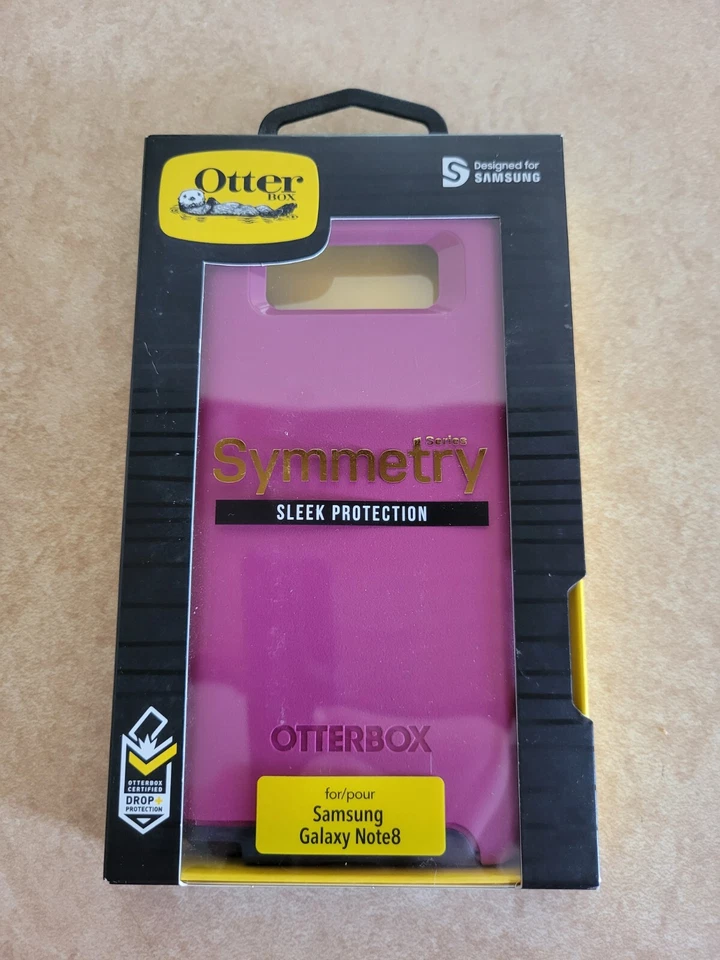 Otter
BOX
Designed for
SAMSUNG
Series
Symmetry
SLEEK PROTECTION
OTTERBOX
OTTERBOX
CERTIFIED
DROP+
PROTECTION
for/pour
Samsung
Galaxy Note8